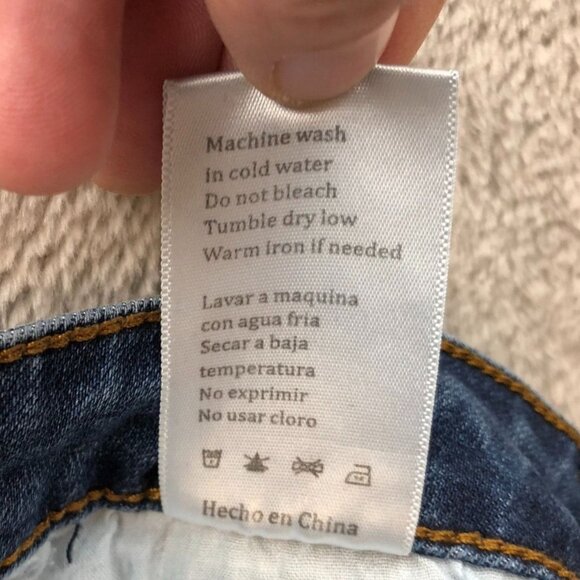 Machine wash
in cold water
Do not bleach
Tumble dry low
Warm iron if needed
Lavar a maquina
con agua fria
Secar a baja
temperatura
No exprimir
No usar cloro
Hecho en China